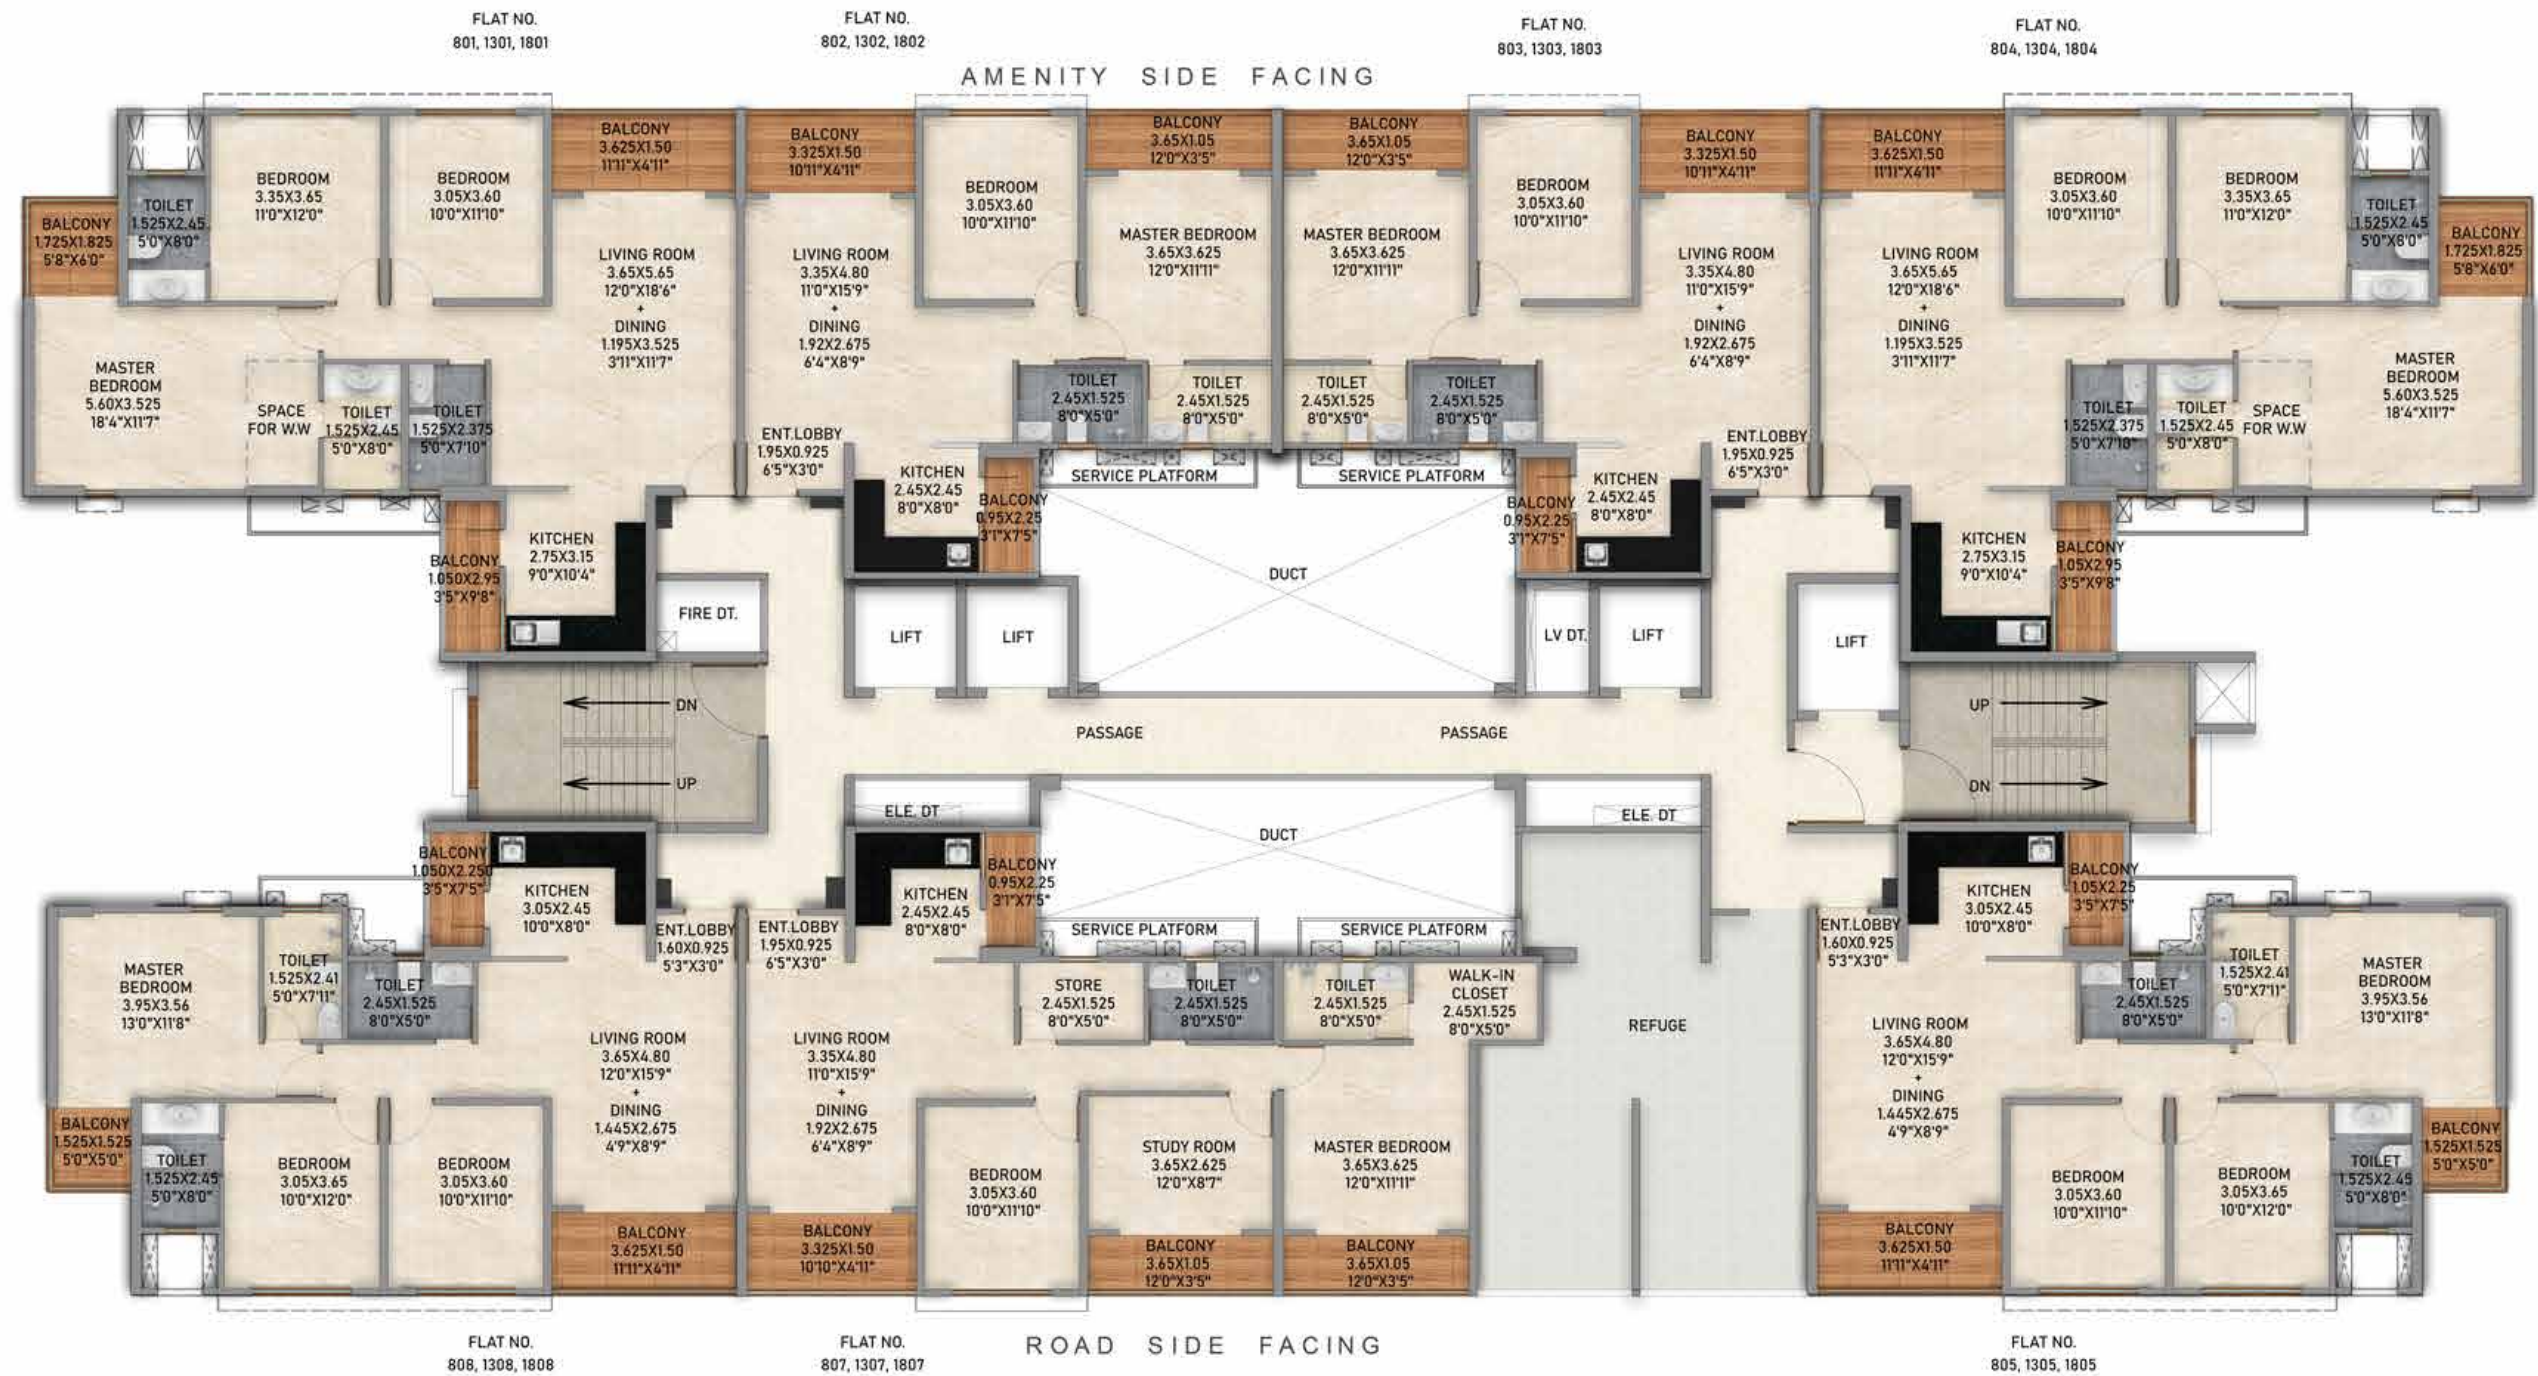 FLAT NO.
801, 1301, 1801
FLAT NO.
802, 1302, 1802
FLAT NO.
803, 1303, 1803
FLAT NO.
804, 1304, 1804
AMENITY SIDE FACING
BALCONY
1.725X1.825
5'8"X6'0"
TOILET
1.525X2.45
5'0"X8'0"
BEDROOM
3.35X3.65
11'0"X12'0"
BEDROOM
3.05X3.60
10'0"X11'10"
BALCONY
3.625X1.50
11'11"X4'11"
LIVING ROOM
3.65X5.65
12'0"X18'6"
+
DINING
1.195X3.525
3'11"X11'7"
MASTER
BEDROOM
5.60X3.525
18'4"X11'7"
SPACE
FOR W.W
TOILET
1.525X2.45
5'0"X8'0"
TOILET
1.525X2.375
5'0"X7'10"
BALCONY
1.050X2.95
3'5"X9'8"
KITCHEN
2.75X3.15
9'0"X10'4"
BALCONY
3.325X1.50
10'11"X4'11"
BEDROOM
3.05X3.60
10'0"X11'10"
BALCONY
3.65X1.05
12'0"X3'5"
MASTER BEDROOM
3.65X3.625
12'0"X11'11"
LIVING ROOM
3.35X4.80
11'0"X15'9"
+
DINING
1.92X2.675
6'4"X8'9"
TOILET
2.45X1.525
8'0"X5'0"
TOILET
2.45X1.525
8'0"X5'0"
ENT.LOBBY
1.95X0.925
6'5"X3'0"
KITCHEN
2.45X2.45
8'0"X8'0"
BALCONY
0.95X2.25
3'1"X7'5"
SERVICE PLATFORM
BALCONY
3.65X1.05
12'0"X3'5"
MASTER BEDROOM
3.65X3.625
12'0"X11'11"
BEDROOM
3.05X3.60
10'0"X11'10"
BALCONY
3.325X1.50
10'11"X4'11"
LIVING ROOM
3.35X4.80
11'0"X15'9"
+
DINING
1.92X2.675
6'4"X8'9"
TOILET
2.45X1.525
8'0"X5'0"
TOILET
2.45X1.525
8'0"X5'0"
ENT.LOBBY
1.95X0.925
6'5"X3'0"
SERVICE PLATFORM
BALCONY
0.95X2.25
3'1"X7'5"
KITCHEN
2.45X2.45
8'0"X8'0"
BALCONY
3.625X1.50
11'11"X4'11"
BEDROOM
3.05X3.60
10'0"X11'10"
BEDROOM
3.35X3.65
11'0"X12'0"
TOILET
1.525X2.45
5'0"X8'0"
BALCONY
1.725X1.825
5'8"X6'0"
LIVING ROOM
3.65X5.65
12'0"X18'6"
+
DINING
1.195X3.525
3'11"X11'7"
TOILET
1.525X2.375
5'0"X7'10"
TOILET
1.525X2.45
5'0"X8'0"
SPACE
FOR W.W
MASTER
BEDROOM
5.60X3.525
18'4"X11'7"
KITCHEN
2.75X3.15
9'0"X10'4"
BALCONY
1.05X2.95
3'5"X9'8"
FIRE DT.
LIFT
LIFT
DUCT
LV DT.
LIFT
LIFT
DN
UP
PASSAGE
PASSAGE
UP
DN
ELE. DT
DUCT
ELE. DT
BALCONY
1.050X2.250
3'5"X7'5"
KITCHEN
3.05X2.45
10'0"X8'0"
ENT.LOBBY
1.60X0.925
5'3"X3'0"
MASTER
BEDROOM
3.95X3.56
13'0"X11'8"
TOILET
1.525X2.41
5'0"X7'11"
TOILET
2.45X1.525
8'0"X5'0"
LIVING ROOM
3.65X4.80
12'0"X15'9"
+
DINING
1.445X2.675
4'9"X8'9"
BALCONY
1.525X1.525
5'0"X5'0"
TOILET
1.525X2.45
5'0"X8'0"
BEDROOM
3.05X3.65
10'0"X12'0"
BEDROOM
3.05X3.60
10'0"X11'10"
BALCONY
3.625X1.50
11'11"X4'11"
ENT.LOBBY
1.95X0.925
6'5"X3'0"
KITCHEN
2.45X2.45
8'0"X8'0"
BALCONY
0.95X2.25
3'1"X7'5"
SERVICE PLATFORM
SERVICE PLATFORM
STORE
2.45X1.525
8'0"X5'0"
TOILET
2.45X1.525
8'0"X5'0"
TOILET
2.45X1.525
8'0"X5'0"
WALK-IN
CLOSET
2.45X1.525
8'0"X5'0"
LIVING ROOM
3.35X4.80
11'0"X15'9"
+
DINING
1.92X2.675
6'4"X8'9"
BEDROOM
3.05X3.60
10'0"X11'10"
STUDY ROOM
3.65X2.625
12'0"X8'7"
MASTER BEDROOM
3.65X3.625
12'0"X11'11"
BALCONY
3.325X1.50
10'10"X4'11"
BALCONY
3.65X1.05
12'0"X3'5"
BALCONY
3.65X1.05
12'0"X3'5"
REFUGE
ENT.LOBBY
1.60X0.925
5'3"X3'0"
KITCHEN
3.05X2.45
10'0"X8'0"
BALCONY
1.05X2.25
3'5"X7'5"
LIVING ROOM
3.65X4.80
12'0"X15'9"
+
DINING
1.445X2.675
4'9"X8'9"
TOILET
2.45X1.525
8'0"X5'0"
TOILET
1.525X2.41
5'0"X7'11"
MASTER
BEDROOM
3.95X3.56
13'0"X11'8"
BALCONY
3.625X1.50
11'11"X4'11"
BEDROOM
3.05X3.60
10'0"X11'10"
BEDROOM
3.05X3.65
10'0"X12'0"
TOILET
1.525X2.45
5'0"X8'0"
BALCONY
1.525X1.525
5'0"X5'0"
ROAD SIDE FACING
FLAT NO.
808, 1308, 1808
FLAT NO.
807, 1307, 1807
FLAT NO.
805, 1305, 1805